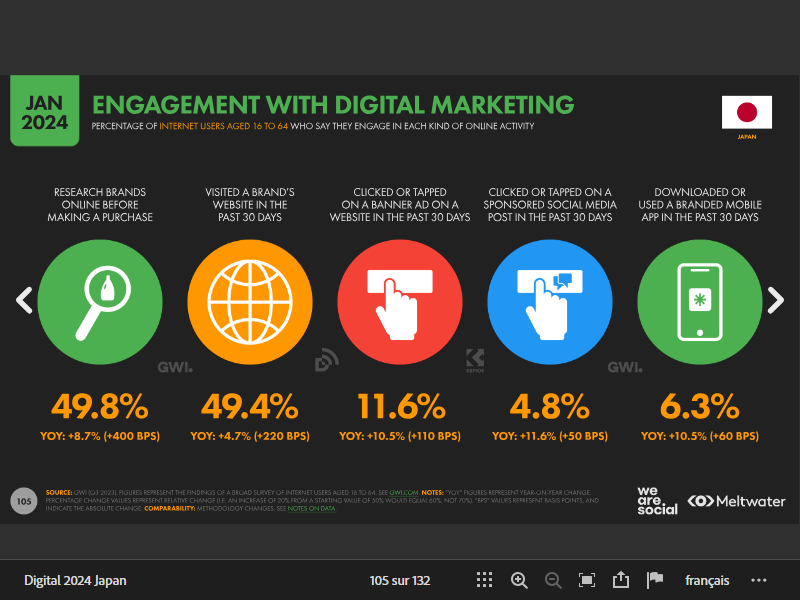 JAN
2024
ENGAGEMENT WITH DIGITAL MARKETING
PERCENTAGE OF INTERNET USERS AGED 16 TO 64 WHO SAY THEY ENGAGE IN EACH KIND OF ONLINE ACTIVITY
JAPAN
RESEARCH BRANDS
ONLINE BEFORE
MAKING A PURCHASE
VISITED A BRAND'S
WEBSITE IN THE
PAST 30 DAYS
CLICKED OR TAPPED
ON A BANNER AD ON A
WEBSITE IN THE PAST 30 DAYS
CLICKED OR TAPPED ON A
SPONSORED SOCIAL MEDIA
POST IN THE PAST 30 DAYS
DOWNLOADED OR
USED A BRANDED MOBILE
APP IN THE PAST 30 DAYS
GWI.
KEPIOS
GWI.
49.8%
49.4%
11.6%
4.8%
6.3%
YOY: +8.7% (+400 BPS)
YOY: +4.7% (+220 BPS)
YOY: +10.5% (+110 BPS)
YOY: +11.6% (+50 BPS)
YOY: +10.5% (+60 BPS)
105
SOURCE: GWI (Q3 2023). FIGURES REPRESENT THE FINDINGS OF A BROAD SURVEY OF INTERNET USERS AGED 16 TO 64. SEE GWI.COM. NOTES: "YOY" FIGURES REPRESENT YEAR-ON-YEAR CHANGE.
PERCENTAGE CHANGE VALUES REPRESENT RELATIVE CHANGE (I.E. AN INCREASE OF 20% FROM A STARTING VALUE OF 50% WOULD EQUAL 60%, NOT 70%). "BPS" VALUES REPRESENT BASIS POINTS, AND
INDICATE THE ABSOLUTE CHANGE. COMPARABILITY: METHODOLOGY CHANGES. SEE NOTES ON DATA.
we
are.
social
Meltwater
Digital 2024 Japan
105 sur 132
français